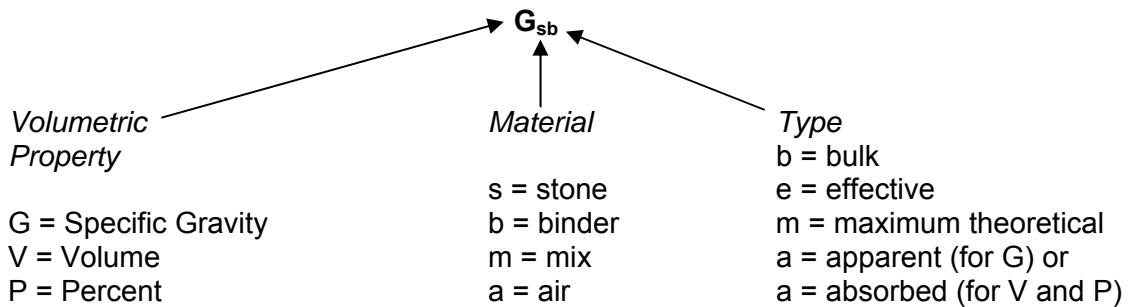 Gsb
Volumetric
Property
G = Specific Gravity
V = Volume
P = Percent
Material
s = stone
b = binder
m = mix
a = air
Type
b = bulk
e = effective
m = maximum theoretical
a = apparent (for G) or
a = absorbed (for V and P)